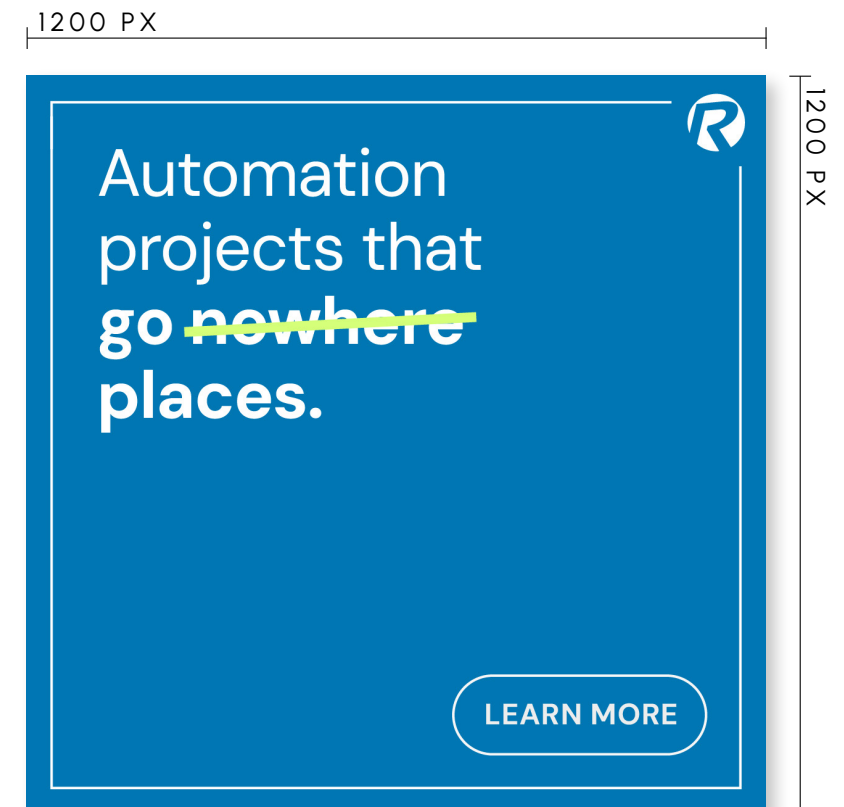 1200 PX
1200 PX
R
Automation
projects that
go nowhere
places.
LEARN MORE